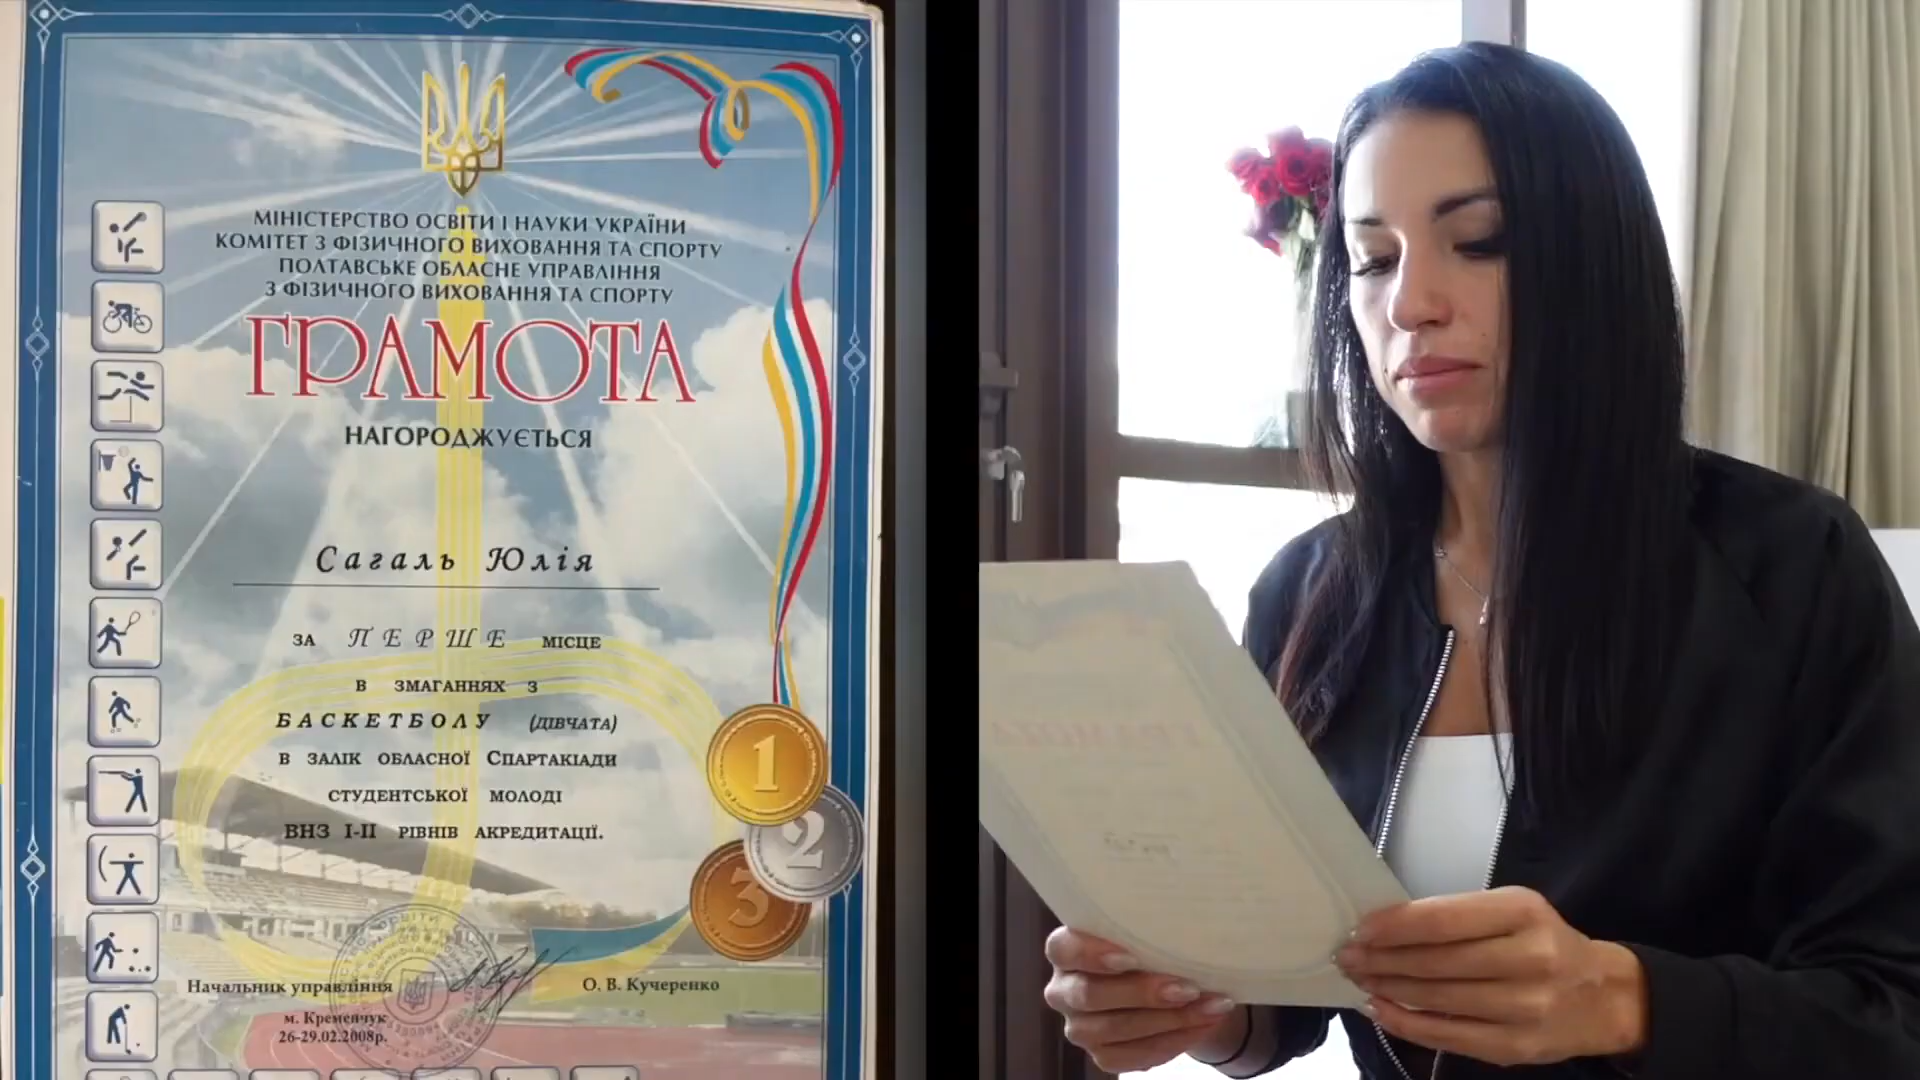 МІНІСТЕРСТВО ОСВІТИ І НАУКИ УКРАЇНИ
КОМІТЕТ З ФІЗИЧНОГО ВИХОВАННЯ ТА СПОРТУ
ПОЛТАВСЬКЕ ОБЛАСНЕ УПРАВЛІННЯ
З ФІЗИЧНОГО ВИХОВАННЯ ТА СПОРТУ
ГРАМОТА
НАГОРОДЖУЄТЬСЯ
Сагаль Юлія
ЗА ПЕРШЕ МІСЦЕ
В ЗМАГАННЯХ З
БАСКЕТБОЛУ (ДІВЧАТА)
В ЗАЛІК ОБЛАСНОЇ СПАРТАКІАДИ
СТУДЕНТСЬКОЇ МОЛОДІ
ВНЗ І-ІІ РІВНІВ АКРЕДИТАЦІЇ.
1
2
3
Начальник управління О. В. Кучеренко
м. Кременчук
26-29.02.2008р.